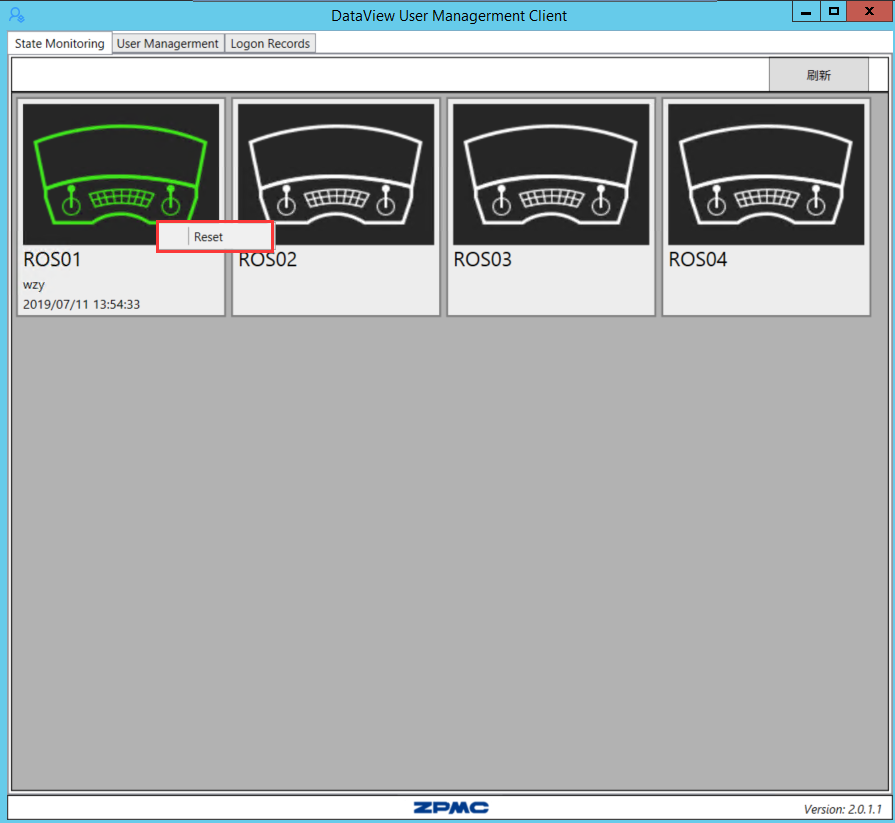 DataView User Management Client
State Monitoring User Managerment Logon Records
刷新
Reset
ROS01 ROS02 ROS03 ROS04
wzy
2019/07/11 13:54:33
ZPMC
Version: 2.0.1.1